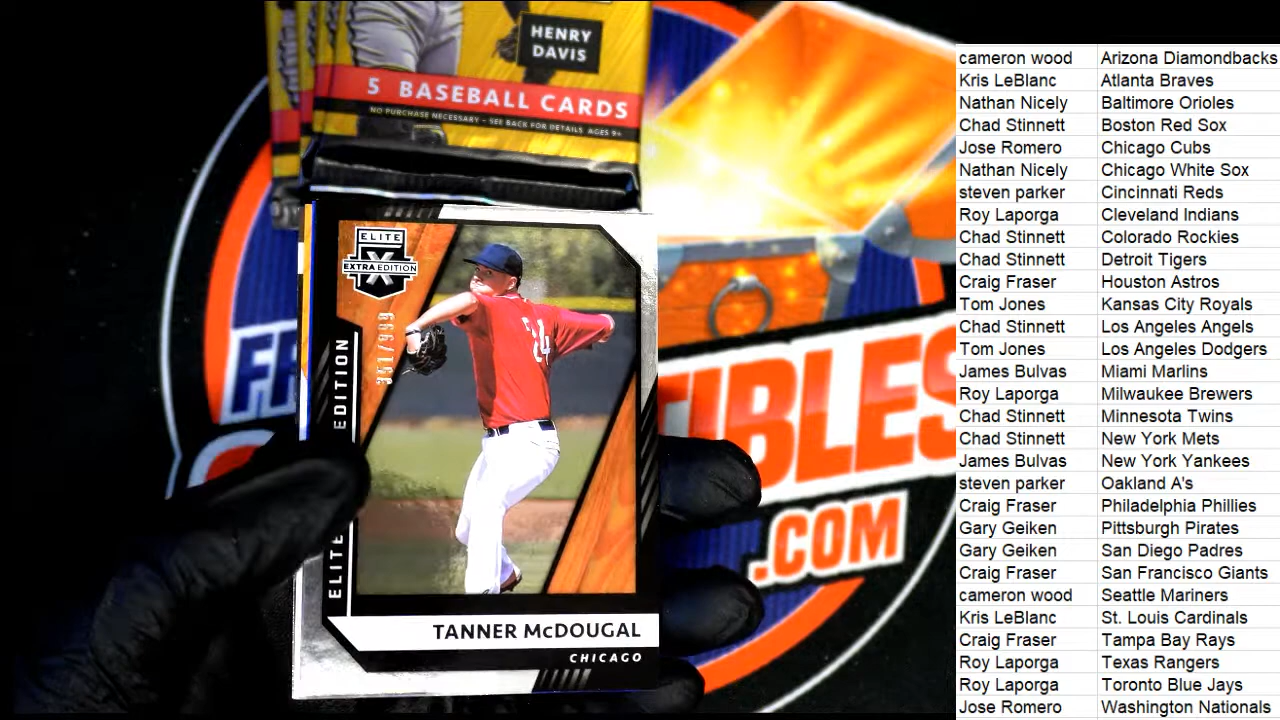 HENRY
DAVIS
5 BASEBALL CARDS
NO PURCHASE NECESSARY – SEE BACK FOR DETAILS AGES 9+
ELITE
X
EXTRA EDITION
351/999
24
ELITE EDITION
TANNER McDOUGAL
CHICAGO
TIBLES
.COM
cameron wood Arizona Diamondbacks
Kris LeBlanc Atlanta Braves
Nathan Nicely Baltimore Orioles
Chad Stinnett Boston Red Sox
Jose Romero Chicago Cubs
Nathan Nicely Chicago White Sox
steven parker Cincinnati Reds
Roy Laporga Cleveland Indians
Chad Stinnett Colorado Rockies
Chad Stinnett Detroit Tigers
Craig Fraser Houston Astros
Tom Jones Kansas City Royals
Chad Stinnett Los Angeles Angels
Tom Jones Los Angeles Dodgers
James Bulvas Miami Marlins
Roy Laporga Milwaukee Brewers
Chad Stinnett Minnesota Twins
Chad Stinnett New York Mets
James Bulvas New York Yankees
steven parker Oakland A's
Craig Fraser Philadelphia Phillies
Gary Geiken Pittsburgh Pirates
Gary Geiken San Diego Padres
Craig Fraser San Francisco Giants
cameron wood Seattle Mariners
Kris LeBlanc St. Louis Cardinals
Craig Fraser Tampa Bay Rays
Roy Laporga Texas Rangers
Roy Laporga Toronto Blue Jays
Jose Romero Washington Nationals